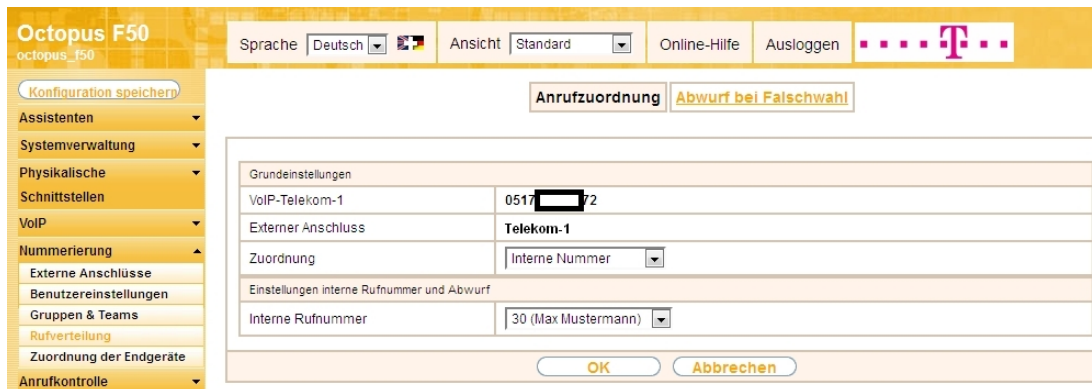 Octopus F50
octopus_f50
Sprache Deutsch Ansicht Standard Online-Hilfe Ausloggen T
Konfiguration speichern
Assistenten
Systemverwaltung
Physikalische
Schnittstellen
VoIP
Nummerierung
Externe Anschlüsse
Benutzereinstellungen
Gruppen & Teams
Rufverteilung
Zuordnung der Endgeräte
Anrufkontrolle
Anrufzuordnung Abwurf bei Falschwahl
Grundeinstellungen
VoIP-Telekom-1 0517 72
Externer Anschluss Telekom-1
Zuordnung Interne Nummer
Einstellungen interne Rufnummer und Abwurf
Interne Rufnummer 30 (Max Mustermann)
OK Abbrechen